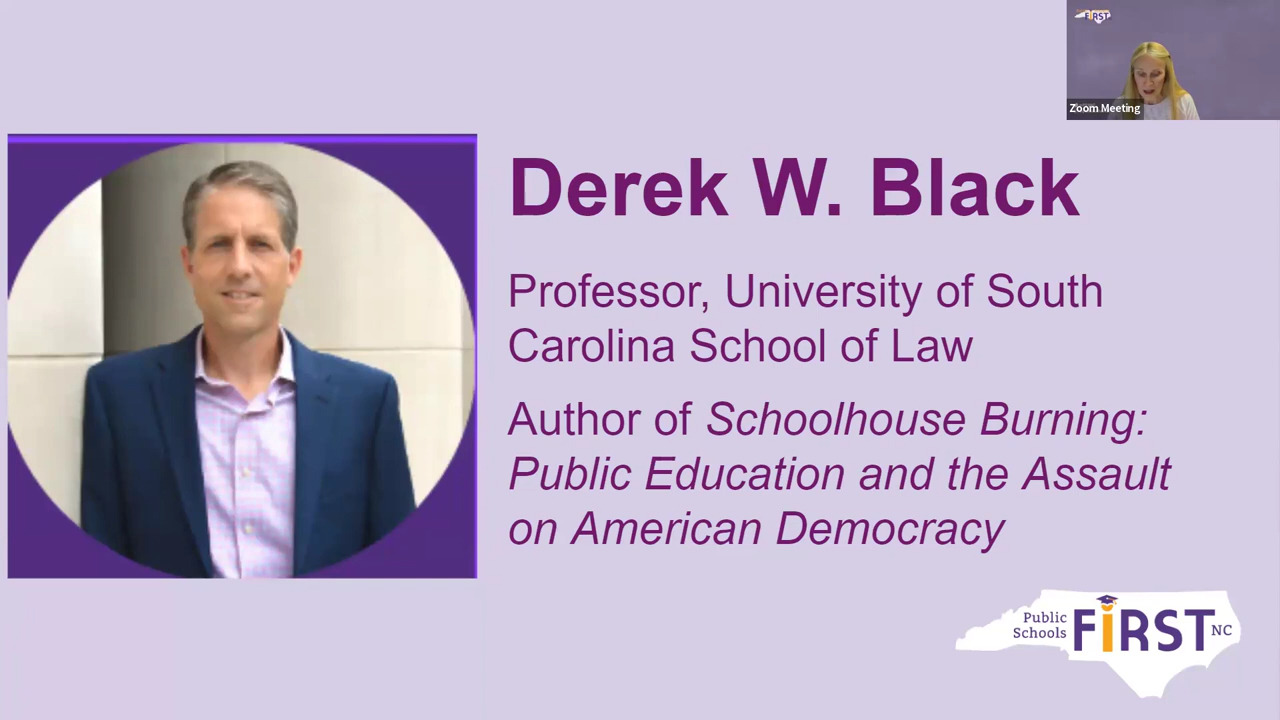 FIRST
Zoom Meeting
Derek W. Black
Professor, University of South
Carolina School of Law
Author of Schoolhouse Burning:
Public Education and the Assault
on American Democracy
Public
Schools
FiRST NC